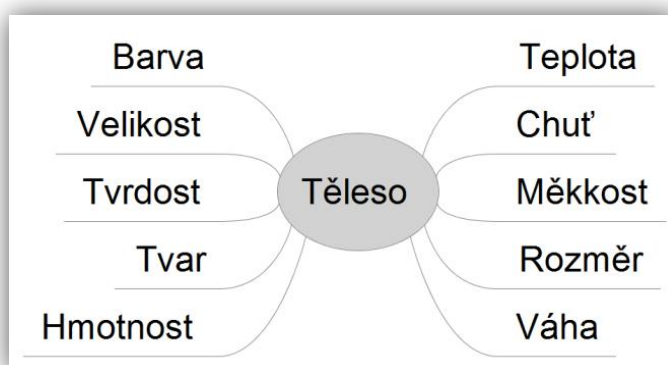 Barva
Velikost
Tvrdost
Tvar
Hmotnost
Těleso
Teplota
Chuť
Měkkost
Rozměr
Váha